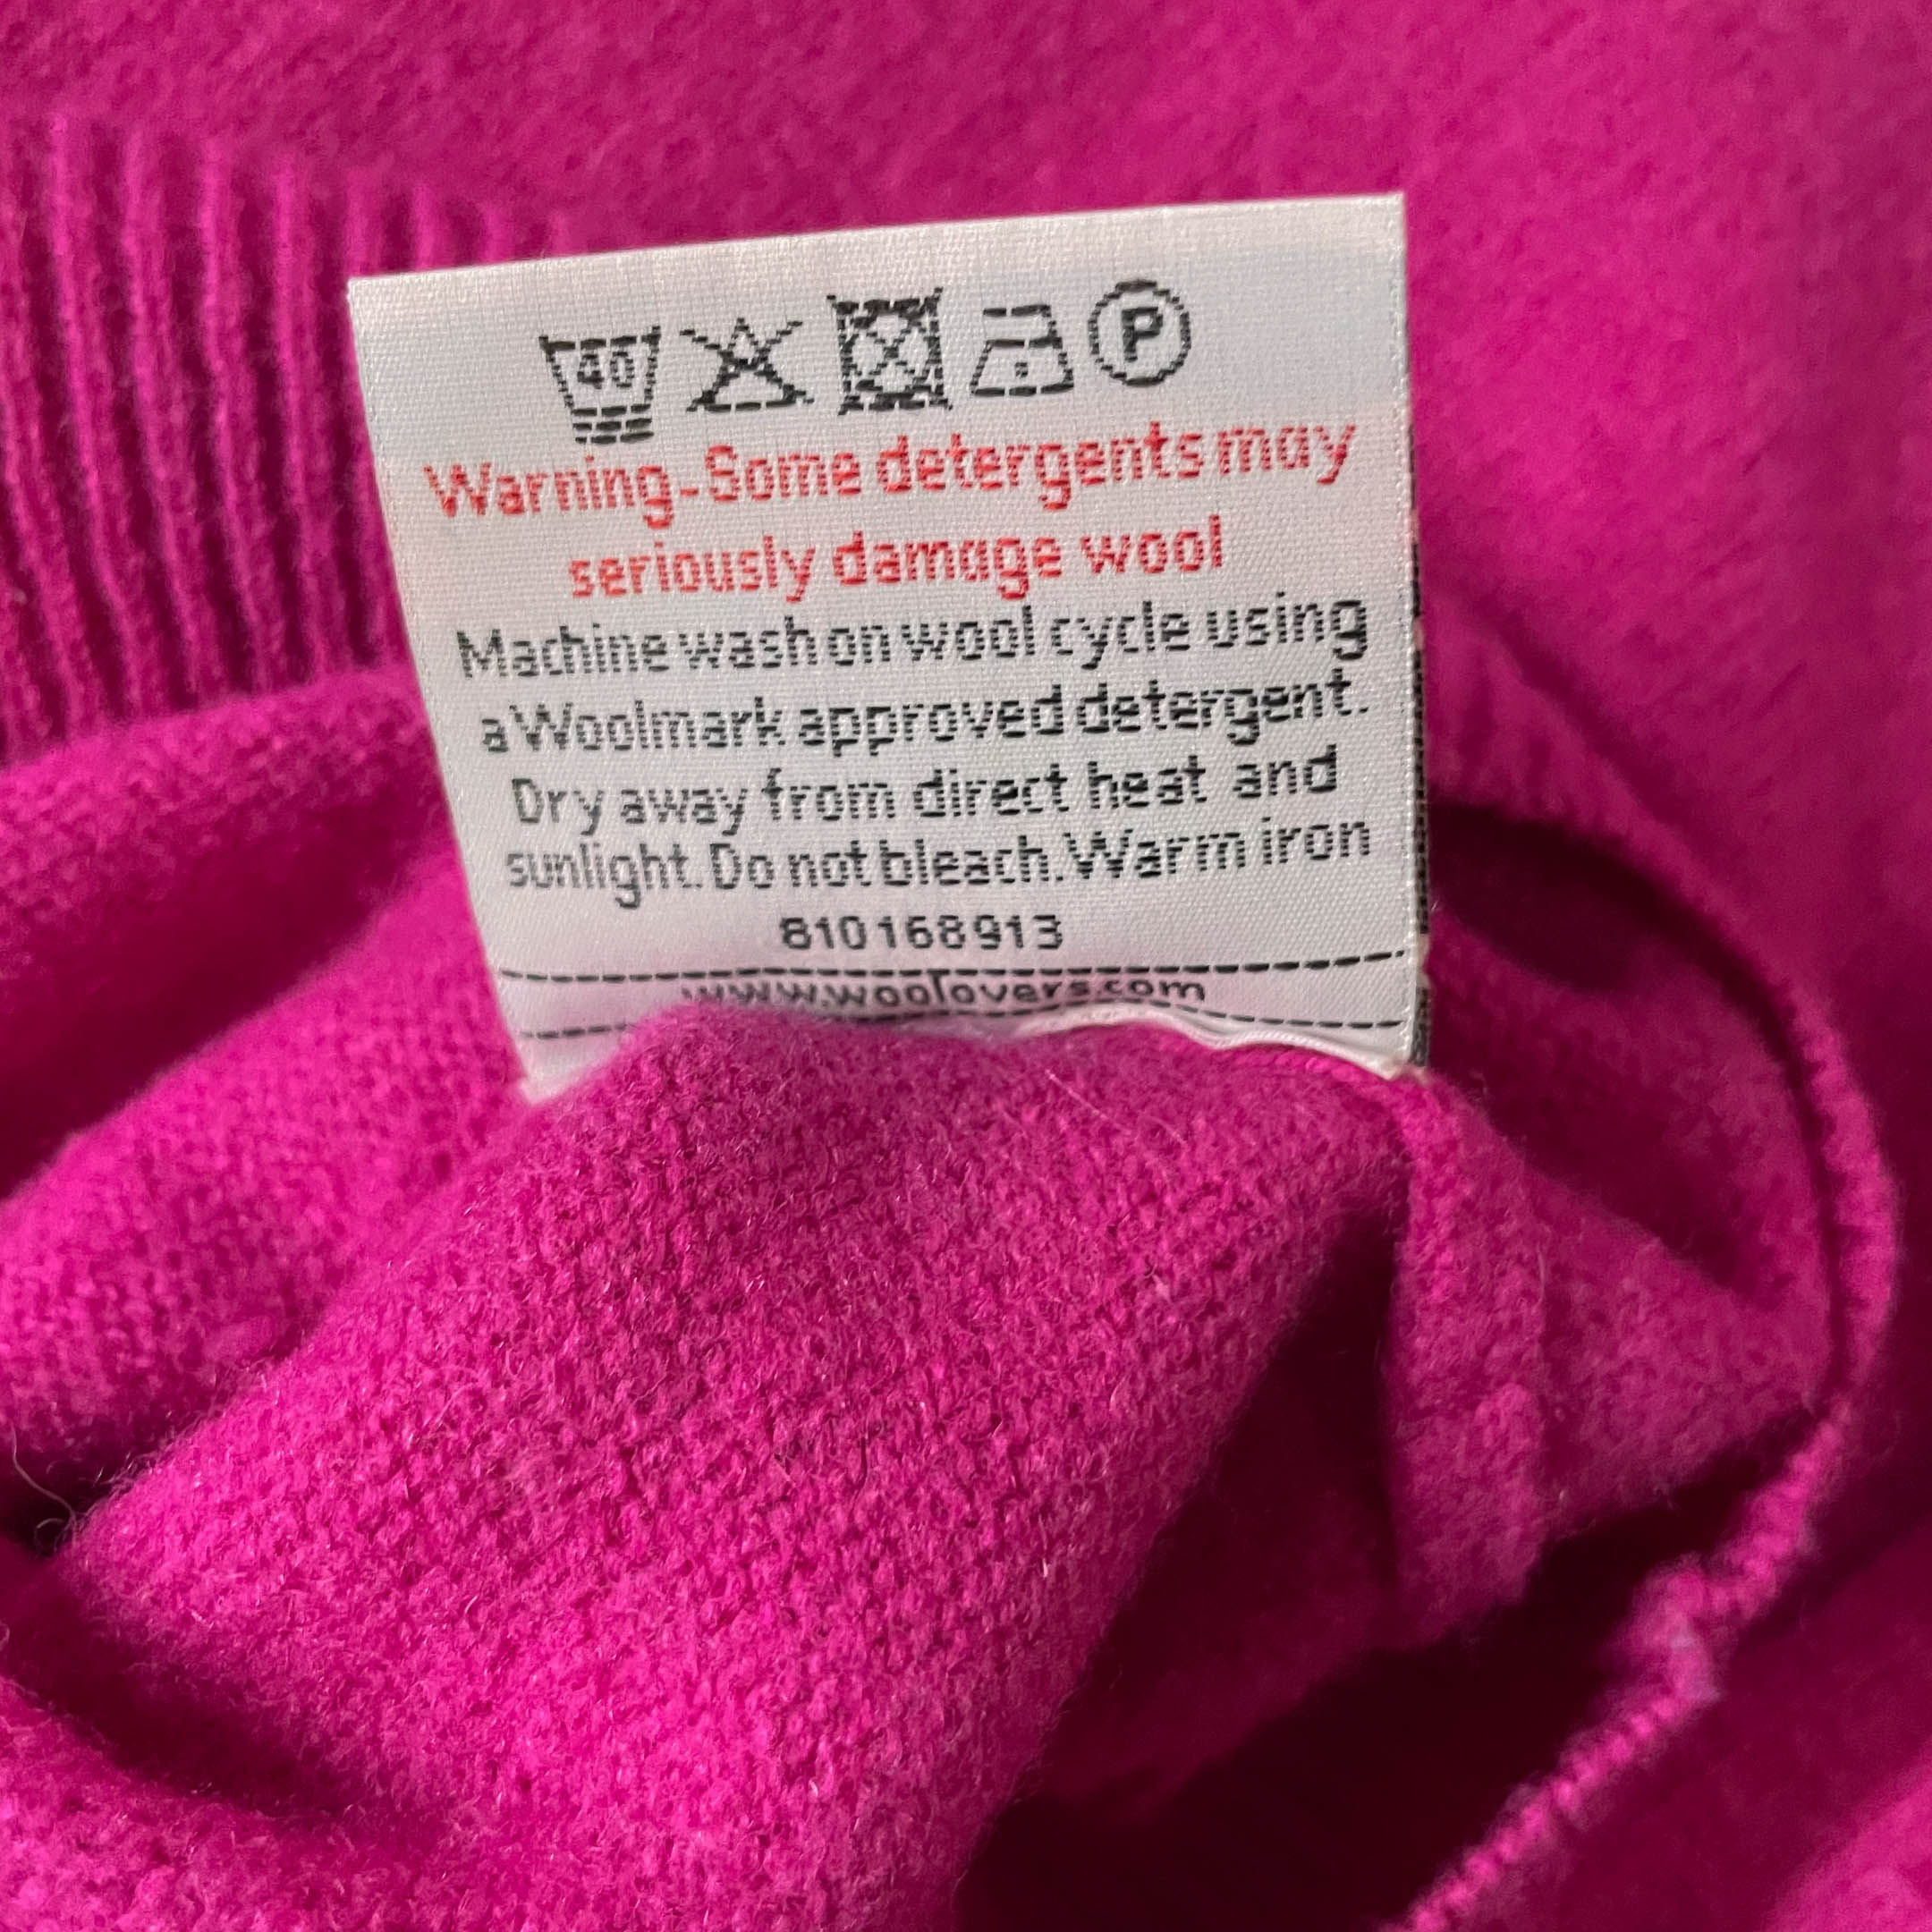 40 P
Warning-Some detergents may
seriously damage wool
Machine wash on wool cycle using
a Woolmark approved detergent.
Dry away from direct heat and
sunlight. Do not bleach. Warm iron
810168913
www.woolovers.com